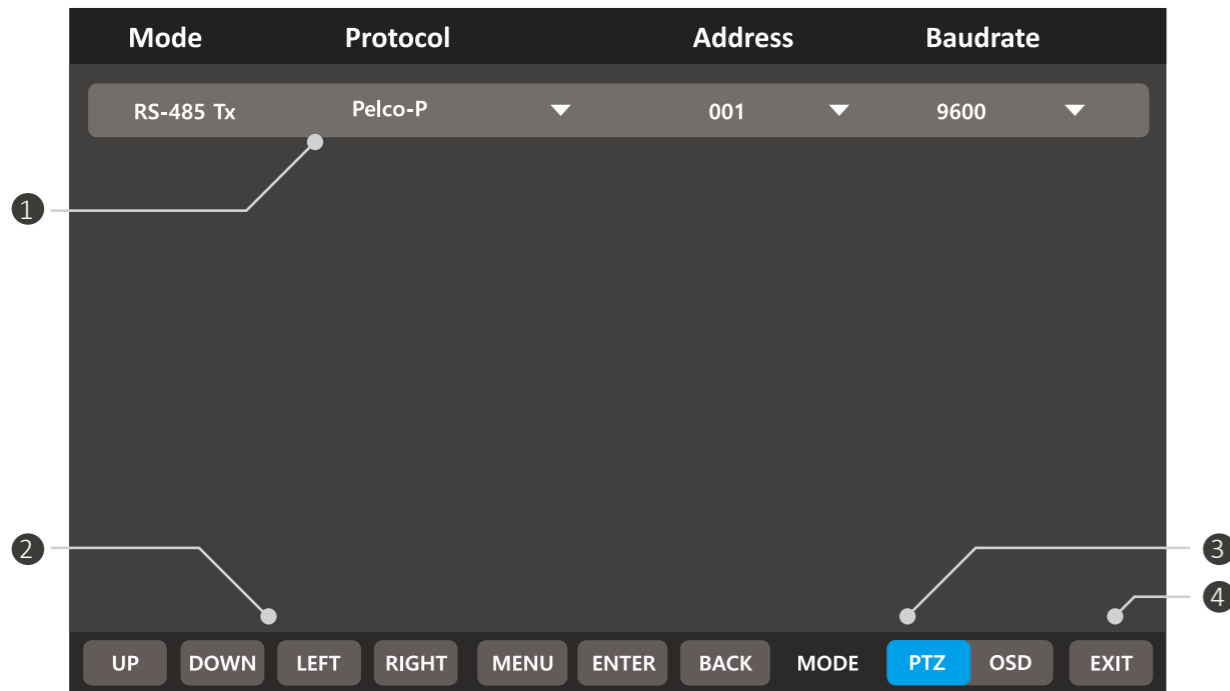 Mode Protocol Address Baudrate
RS-485 Tx Pelco-P 001 9600
1
2
3
4
UP DOWN LEFT RIGHT MENU ENTER BACK MODE PTZ OSD EXIT